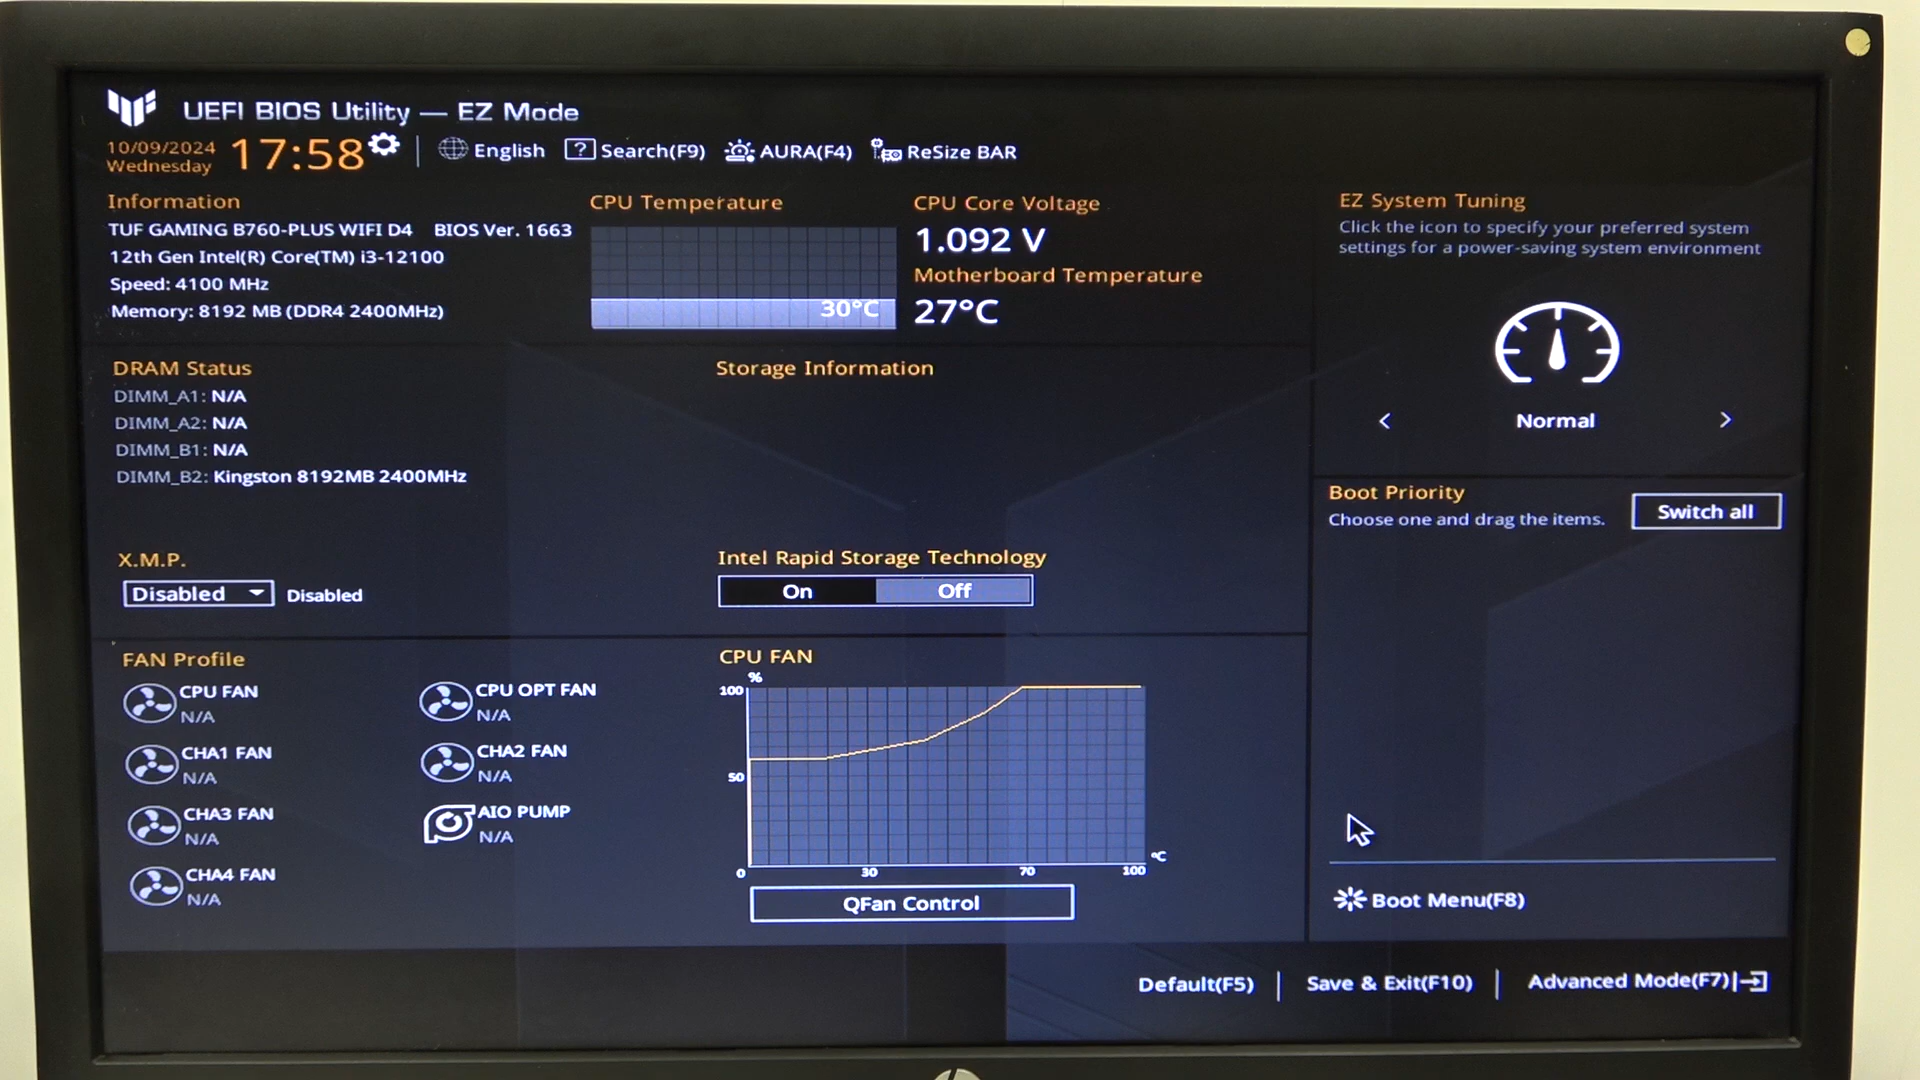 UEFI BIOS Utility — EZ Mode
10/09/2024
Wednesday
17:58
English
Search(F9)
AURA(F4)
ReSize BAR
Information
TUF GAMING B760-PLUS WIFI D4 BIOS Ver. 1663
12th Gen Intel(R) Core(TM) i3-12100
Speed: 4100 MHz
Memory: 8192 MB (DDR4 2400MHz)
CPU Temperature
30°C
CPU Core Voltage
1.092 V
Motherboard Temperature
27°C
EZ System Tuning
Click the icon to specify your preferred system
settings for a power-saving system environment
Normal
DRAM Status
DIMM_A1: N/A
DIMM_A2: N/A
DIMM_B1: N/A
DIMM_B2: Kingston 8192MB 2400MHz
Storage Information
X.M.P.
Disabled Disabled
Intel Rapid Storage Technology
On Off
Boot Priority
Choose one and drag the items.
Switch all
FAN Profile
CPU FAN
N/A
CPU OPT FAN
N/A
CHA1 FAN
N/A
CHA2 FAN
N/A
CHA3 FAN
N/A
AIO PUMP
N/A
CHA4 FAN
N/A
CPU FAN
%
100
50
0 30 70 100
°C
QFan Control
Boot Menu(F8)
Default(F5) Save & Exit(F10) Advanced Mode(F7)